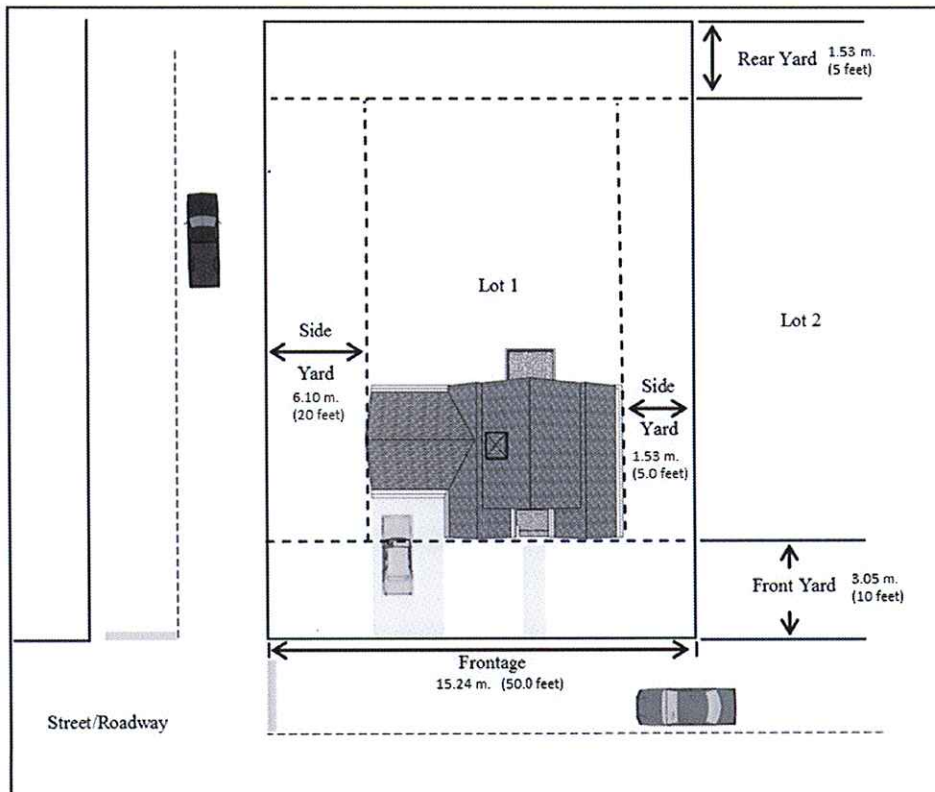 Rear Yard 1.53 m.
(5 feet)
Lot 1
Lot 2
Side
Yard
6.10 m.
(20 feet)
Side
Yard
1.53 m.
(5.0 feet)
Front Yard 3.05 m.
(10 feet)
Frontage
15.24 m. (50.0 feet)
Street/Roadway